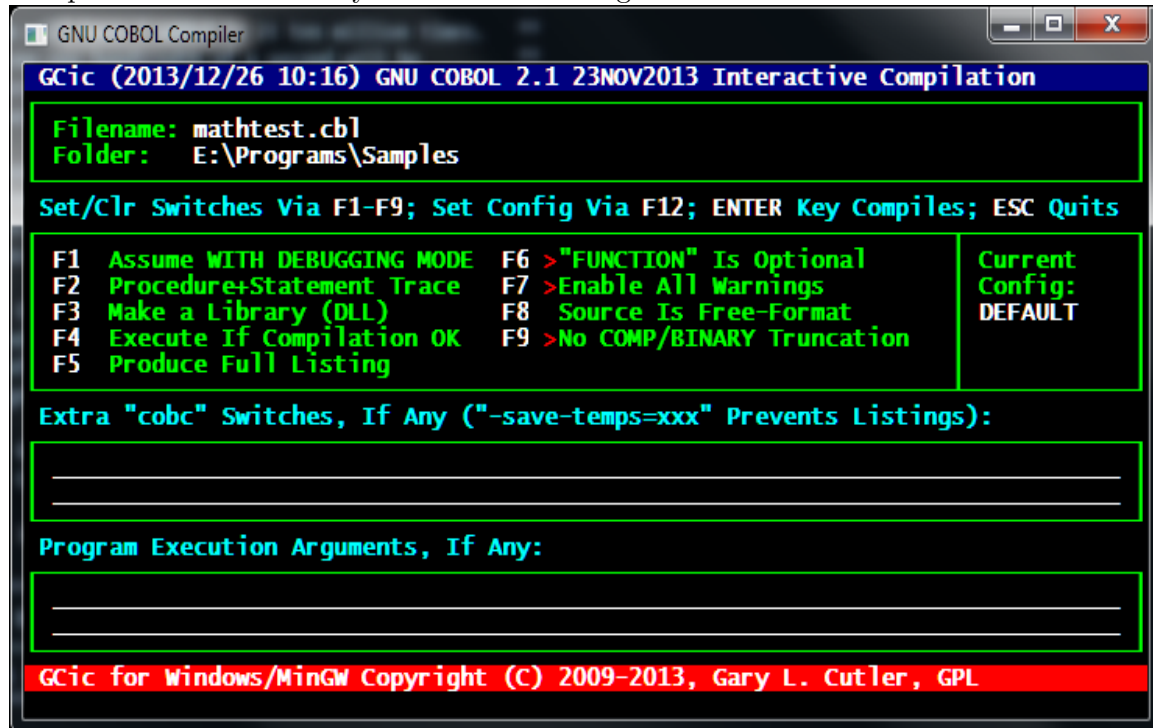 GNU COBOL Compiler
GCic (2013/12/26 10:16) GNU COBOL 2.1 23NOV2013 Interactive Compilation
Filename: mathtest.cbl
Folder: E:\Programs\Samples
Set/Clr Switches Via F1-F9; Set Config Via F12; ENTER Key Compiles; ESC Quits
F1 Assume WITH DEBUGGING MODE F6 >"FUNCTION" Is Optional Current
F2 Procedure+Statement Trace F7 >Enable All Warnings Config:
F3 Make a Library (DLL) F8 Source Is Free-Format DEFAULT
F4 Execute If Compilation OK F9 >No COMP/BINARY Truncation
F5 Produce Full Listing
Extra "cobc" Switches, If Any ("-save-temps=xxx" Prevents Listings):
Program Execution Arguments, If Any:
GCic for Windows/MinGW Copyright (C) 2009-2013, Gary L. Cutler, GPL